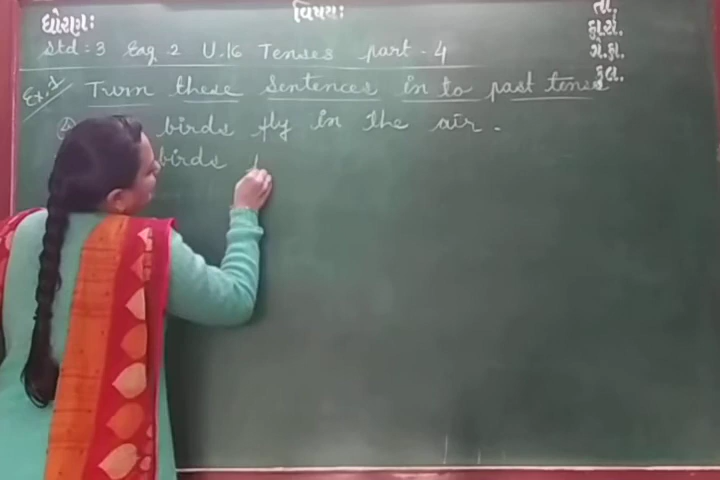 ધોરણઃ વિષયઃ તા.
Std : 3 Eng. 2 U.16 Tenses part - 4
કુ.સં.
ગે.કા.
કુલ.
Ex. 1 Turn these Sentences in to past tense
birds fly in the air.
birds